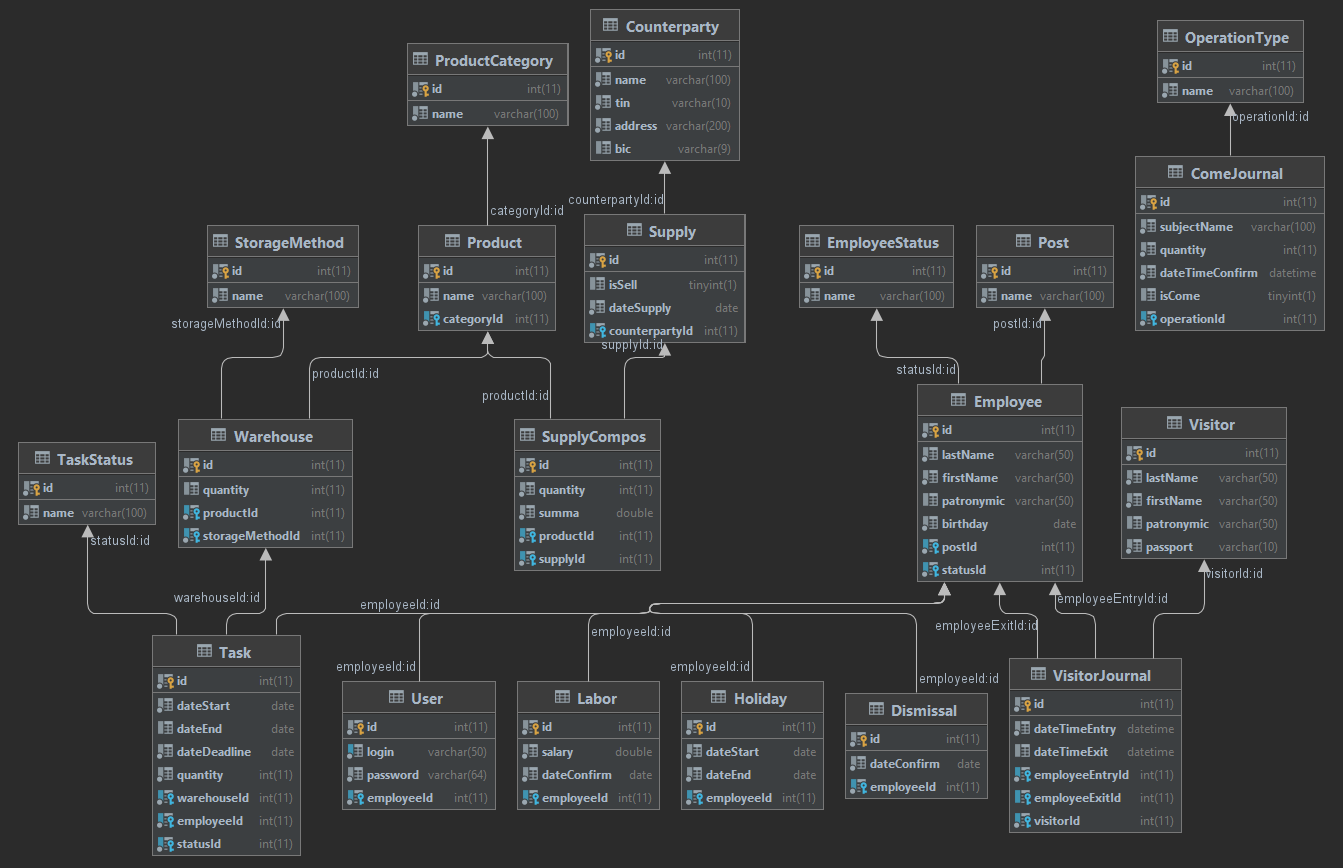 Counterparty
id int(11)
name varchar(100)
tin varchar(10)
address varchar(200)
bic varchar(9)
OperationType
id int(11)
name varchar(100)
operationId:id
ProductCategory
id int(11)
name varchar(100)
categoryId:id
counterpartyId:id
ComeJournal
id int(11)
subjectName varchar(100)
quantity int(11)
dateTimeConfirm datetime
isCome tinyint(1)
operationId int(11)
StorageMethod
id int(11)
name varchar(100)
storageMethodId:id
Product
id int(11)
name varchar(100)
categoryId int(11)
productId:id
productId:id
Supply
id int(11)
isSell tinyint(1)
dateSupply date
counterpartyId int(11)
supplyId:id
EmployeeStatus
id int(11)
name varchar(100)
statusId:id
Post
id int(11)
name varchar(100)
postId:id
TaskStatus
id int(11)
name varchar(100)
statusId:id
Warehouse
id int(11)
quantity int(11)
productId int(11)
storageMethodId int(11)
warehouseId:id
SupplyCompos
id int(11)
quantity int(11)
summa double
productId int(11)
supplyId int(11)
Employee
id int(11)
lastName varchar(50)
firstName varchar(50)
patronymic varchar(50)
birthday date
postId int(11)
statusId int(11)
Visitor
id int(11)
lastName varchar(50)
firstName varchar(50)
patronymic varchar(50)
passport varchar(10)
visitorId:id
employeeId:id
employeeEntryId:id
employeeExitId:id
employeeId:id
employeeId:id
employeeId:id
employeeId:id
Task
id int(11)
dateStart date
dateEnd date
dateDeadline date
quantity int(11)
warehouseId int(11)
employeeId int(11)
statusId int(11)
User
id int(11)
login varchar(50)
password varchar(64)
employeeId int(11)
Labor
id int(11)
salary double
dateConfirm date
employeeId int(11)
Holiday
id int(11)
dateStart date
dateEnd date
employeeId int(11)
Dismissal
id int(11)
dateConfirm date
employeeId int(11)
VisitorJournal
id int(11)
dateTimeEntry datetime
dateTimeExit datetime
employeeEntryId int(11)
employeeExitId int(11)
visitorId int(11)